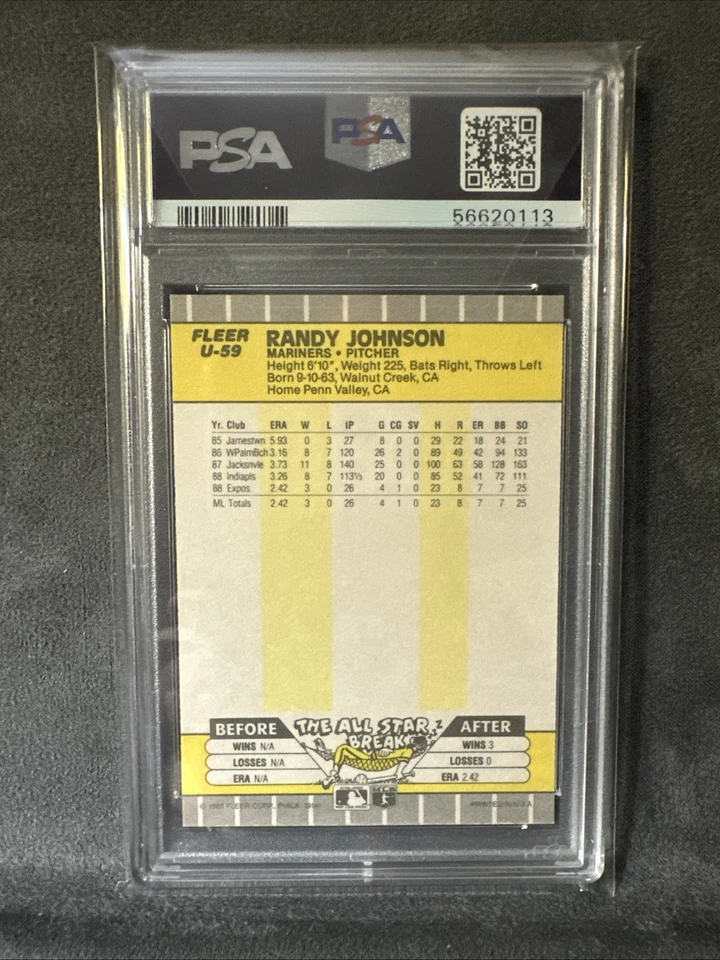 PSA
PSA
56620113
FLEER
U-59
RANDY JOHNSON
MARINERS • PITCHER
Height 6'10", Weight 225, Bats Right, Throws Left
Born 9-10-63, Walnut Creek, CA
Home Penn Valley, CA
Yr. Club ERA W L IP G CG SV H R ER BB SO
85 Jamestwn 5.93 0 3 27 8 0 0 29 22 18 24 21
86 WPalmBch 3.16 8 7 120 26 2 0 89 49 42 94 133
87 Jacksnvle 3.73 11 8 140 25 0 0 100 63 58 128 163
88 Indiapls 3.26 8 7 113⅓ 20 0 0 85 52 41 72 111
88 Expos 2.42 3 0 26 4 1 0 23 8 7 7 25
ML Totals 2.42 3 0 26 4 1 0 23 8 7 7 25
BEFORE THE ALL STAR BREAK AFTER
WINS N/A WINS 3
LOSSES N/A LOSSES 0
ERA N/A ERA 2.42
FLEER CORP., PHILA. PRINTED IN U.S.A.